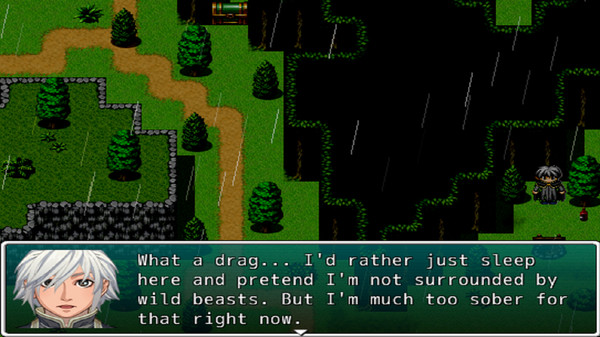 What a drag... I'd rather just sleep
here and pretend I'm not surrounded by
wild beasts. But I'm much too sober for
that right now.